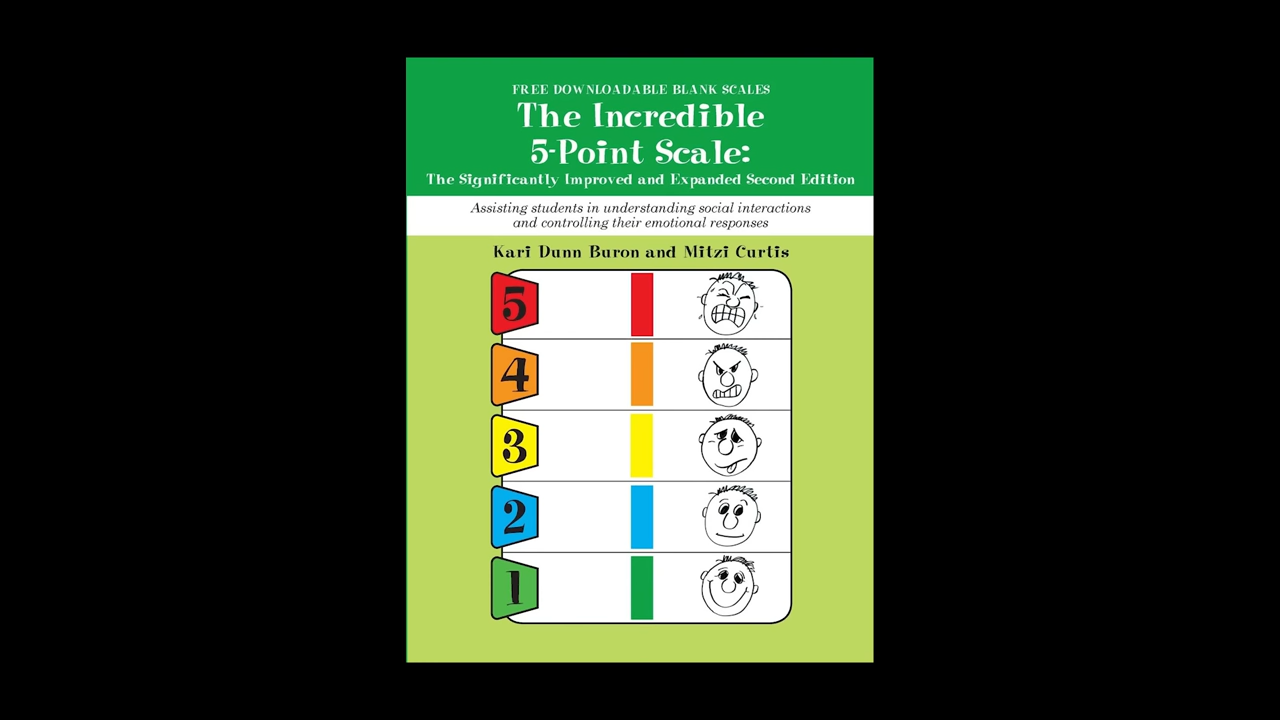 FREE DOWNLOADABLE BLANK SCALES
The Incredible
5-Point Scale:
The Significantly Improved and Expanded Second Edition
Assisting students in understanding social interactions
and controlling their emotional responses
Kari Dunn Buron and Mitzi Curtis
5
4
3
2
1